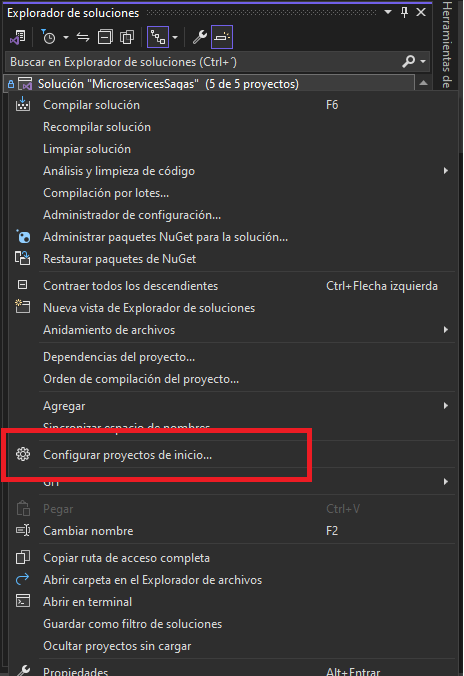 Explorador de soluciones
Buscar en Explorador de soluciones (Ctrl+´)
Solución "MicroservicesSagas" (5 de 5 proyectos)
Compilar solución F6
Recompilar solución
Limpiar solución
Análisis y limpieza de código
Compilación por lotes...
Administrador de configuración...
Administrar paquetes NuGet para la solución...
Restaurar paquetes de NuGet
Contraer todos los descendientes Ctrl+Flecha izquierda
Nueva vista de Explorador de soluciones
Anidamiento de archivos
Dependencias del proyecto...
Orden de compilación del proyecto...
Agregar
Sincronizar espacio de nombres
Configurar proyectos de inicio...
GIT
Pegar Ctrl+V
Cambiar nombre F2
Copiar ruta de acceso completa
Abrir carpeta en el Explorador de archivos
Abrir en terminal
Guardar como filtro de soluciones
Ocultar proyectos sin cargar
Propiedades Alt+Entrar
Herramientas de